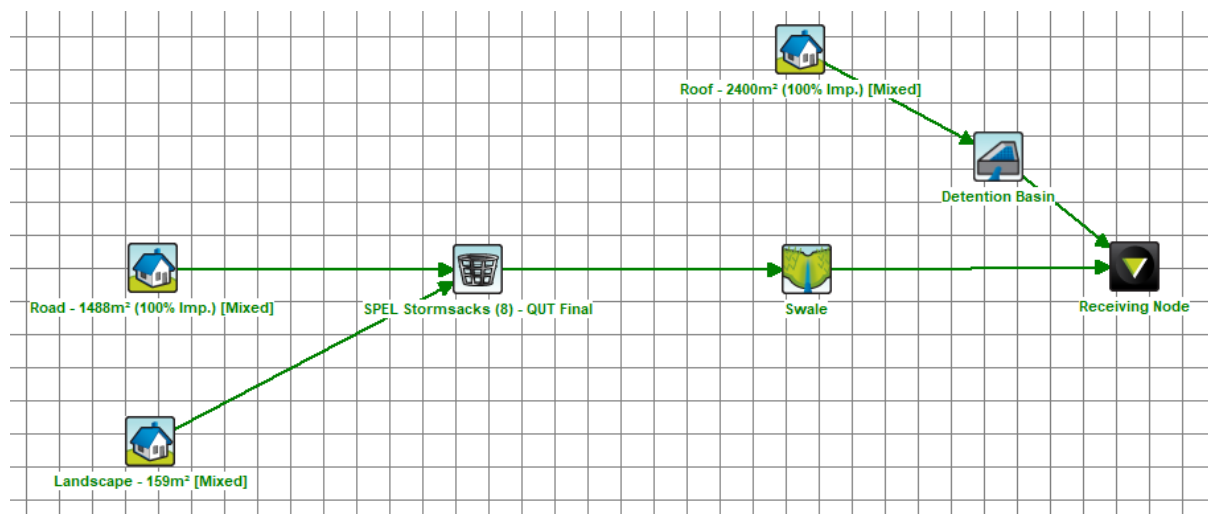 Roof - 2400m² (100% Imp.) [Mixed]
Detention Basin
Road - 1488m² (100% Imp.) [Mixed]
SPEL Stormsacks (8) - QUT Final
Swale
Receiving Node
Landscape - 159m² [Mixed]